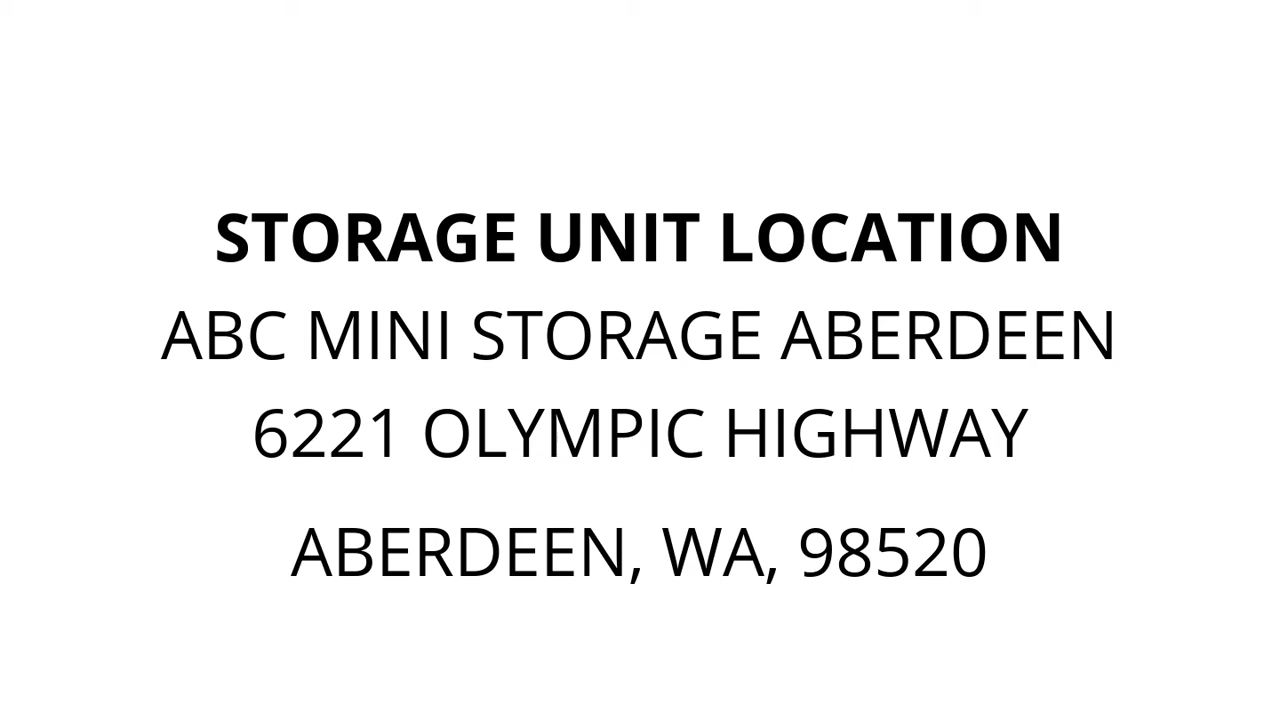 STORAGE UNIT LOCATION
ABC MINI STORAGE ABERDEEN
6221 OLYMPIC HIGHWAY
ABERDEEN, WA, 98520